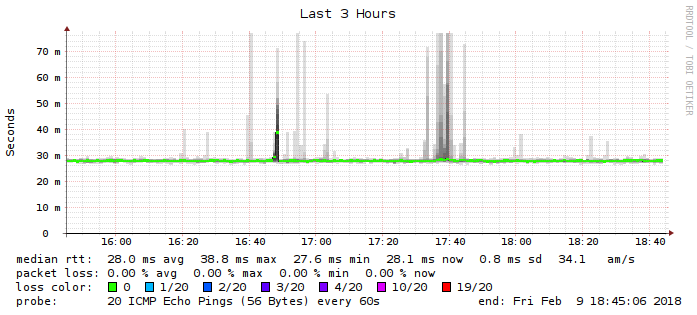 Last 3 Hours
RRDTOOL / TOBI OETIKER
Seconds
70 m
60 m
50 m
40 m
30 m
20 m
10 m
0
16:00 16:20 16:40 17:00 17:20 17:40 18:00 18:20 18:40
median rtt: 28.0 ms avg 38.8 ms max 27.6 ms min 28.1 ms now 0.8 ms sd 34.1 am/s
packet loss: 0.00 % avg 0.00 % max 0.00 % min 0.00 % now
loss color: 0 1/20 2/20 3/20 4/20 10/20 19/20
probe: 20 ICMP Echo Pings (56 Bytes) every 60s end: Fri Feb 9 18:45:06 2018